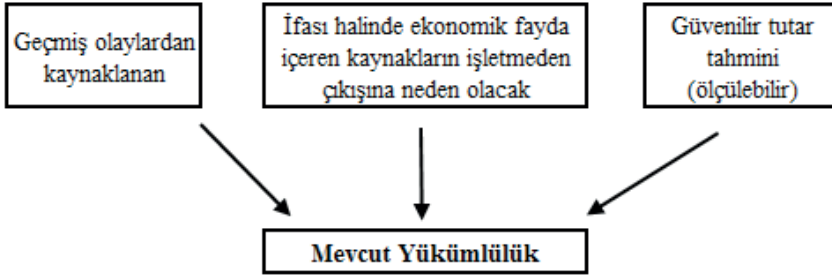 Geçmiş olaylardan
kaynaklanan
İfası halinde ekonomik fayda
içeren kaynakların işletmeden
çıkışına neden olacak
Güvenilir tutar
tahmini
(ölçülebilir)
Mevcut Yükümlülük